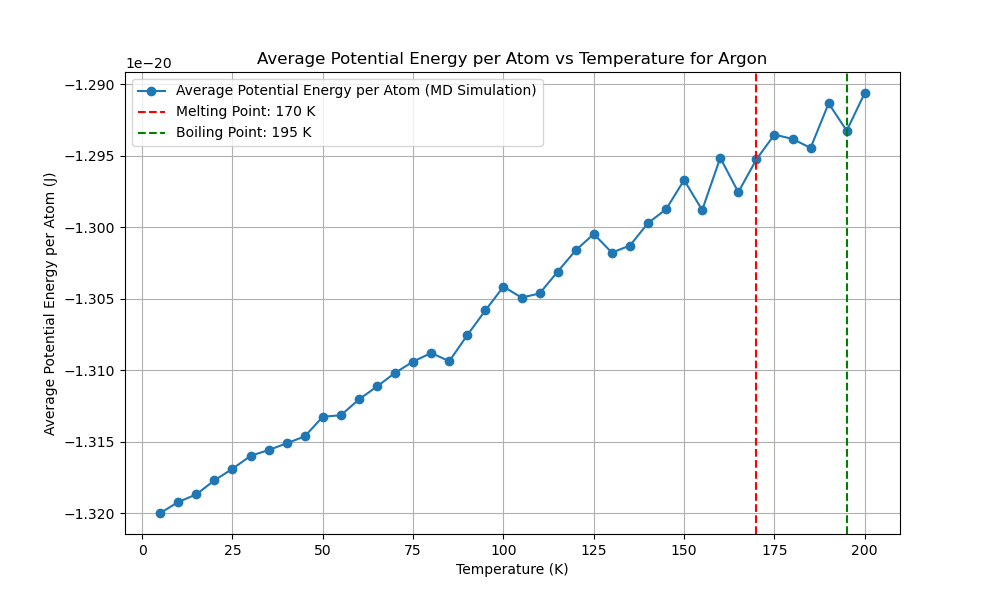 Average Potential Energy per Atom vs Temperature for Argon
1e−20
Average Potential Energy per Atom (MD Simulation)
Melting Point: 170 K
Boiling Point: 195 K
Average Potential Energy per Atom (J)
−1.290
−1.295
−1.300
−1.305
−1.310
−1.315
−1.320
0 25 50 75 100 125 150 175 200
Temperature (K)